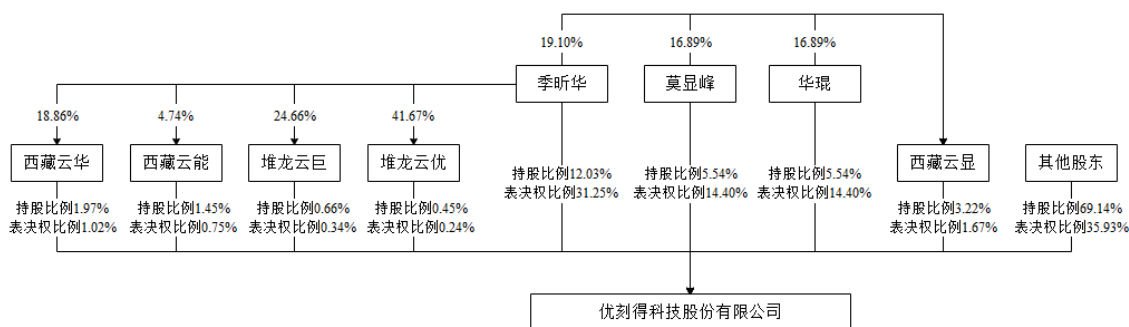 19.10%
16.89%
16.89%
季昕华
莫显峰
华琨
18.86%
4.74%
24.66%
41.67%
西藏云华
西藏云能
堆龙云巨
堆龙云优
西藏云显
其他股东
持股比例12.03%
表决权比例31.25%
持股比例5.54%
表决权比例14.40%
持股比例5.54%
表决权比例14.40%
持股比例1.97%
表决权比例1.02%
持股比例1.45%
表决权比例0.75%
持股比例0.66%
表决权比例0.34%
持股比例0.45%
表决权比例0.24%
持股比例3.22%
表决权比例1.67%
持股比例69.14%
表决权比例35.93%
优刻得科技股份有限公司